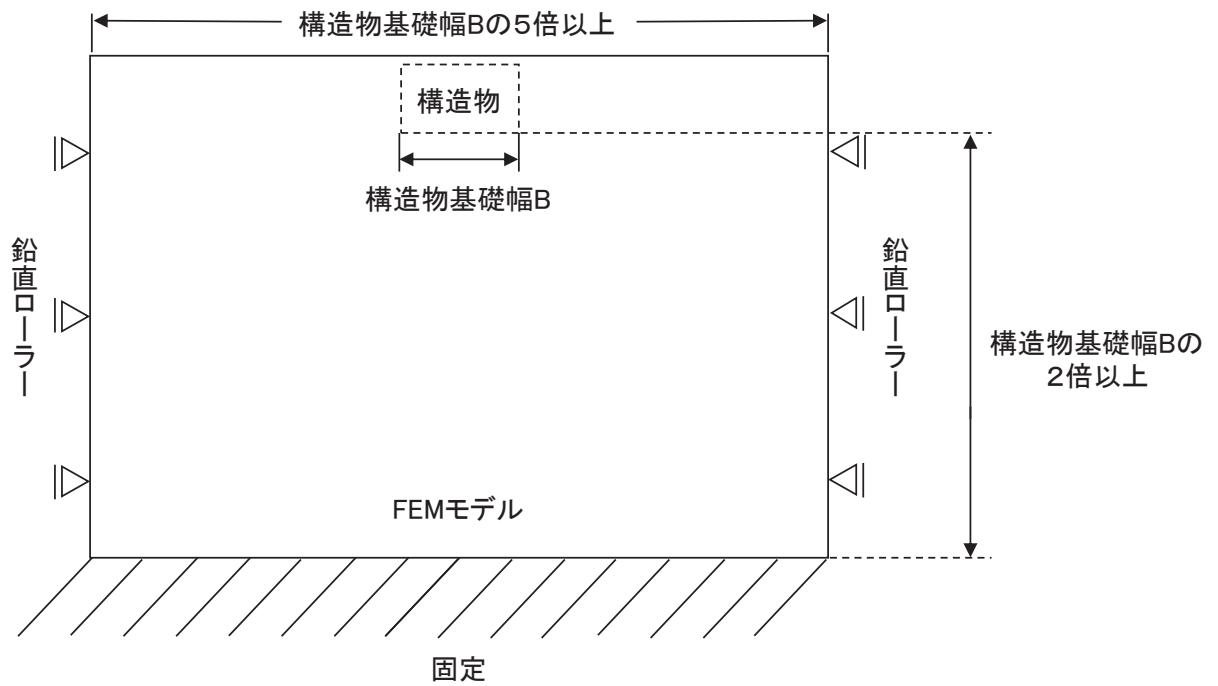 構造物基礎幅Bの5倍以上
構造物
構造物基礎幅B
鉛直ローラー
鉛直ローラー
構造物基礎幅Bの
2倍以上
FEMモデル
固定